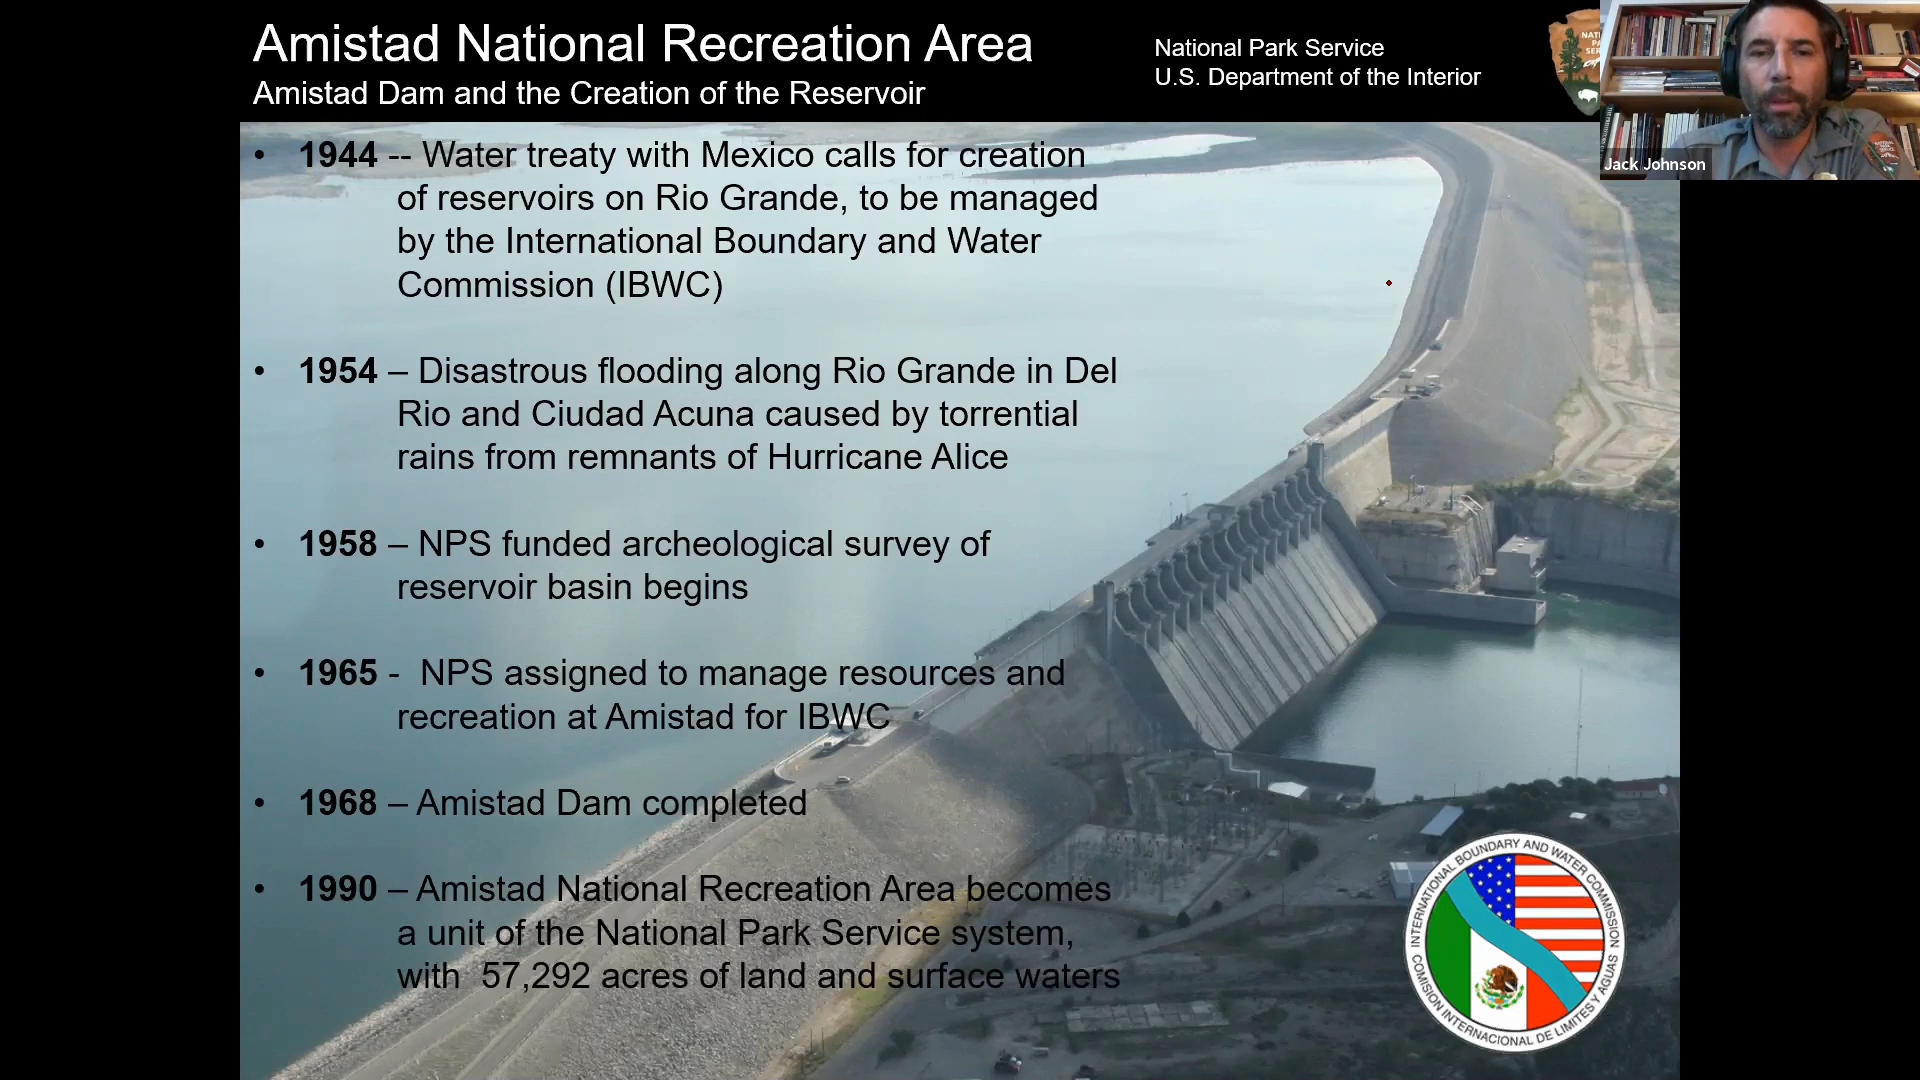 Amistad National Recreation Area
Amistad Dam and the Creation of the Reservoir
National Park Service
U.S. Department of the Interior
Jack Johnson
• 1944 -- Water treaty with Mexico calls for creation
of reservoirs on Rio Grande, to be managed
by the International Boundary and Water
Commission (IBWC)
• 1954 – Disastrous flooding along Rio Grande in Del
Rio and Ciudad Acuna caused by torrential
rains from remnants of Hurricane Alice
• 1958 – NPS funded archeological survey of
reservoir basin begins
• 1965 - NPS assigned to manage resources and
recreation at Amistad for IBWC
• 1968 – Amistad Dam completed
• 1990 – Amistad National Recreation Area becomes
a unit of the National Park Service system,
with 57,292 acres of land and surface waters
INTERNATIONAL BOUNDARY AND WATER COMMISSION
COMISION INTERNACIONAL DE LIMITES Y AGUAS